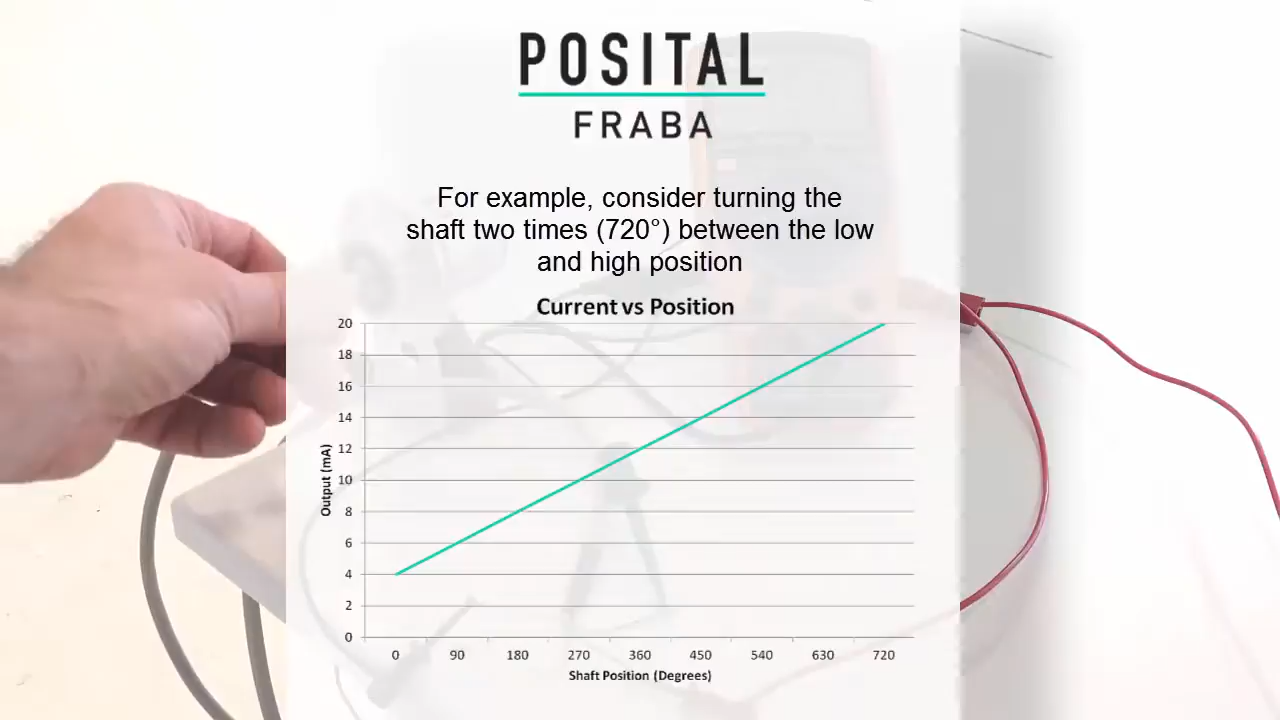 POSITAL
FRABA
For example, consider turning the
shaft two times (720°) between the low
and high position
Current vs Position
20
18
16
14
12
10
8
6
4
2
0
Output (mA)
0 90 180 270 360 450 540 630 720
Shaft Position (Degrees)